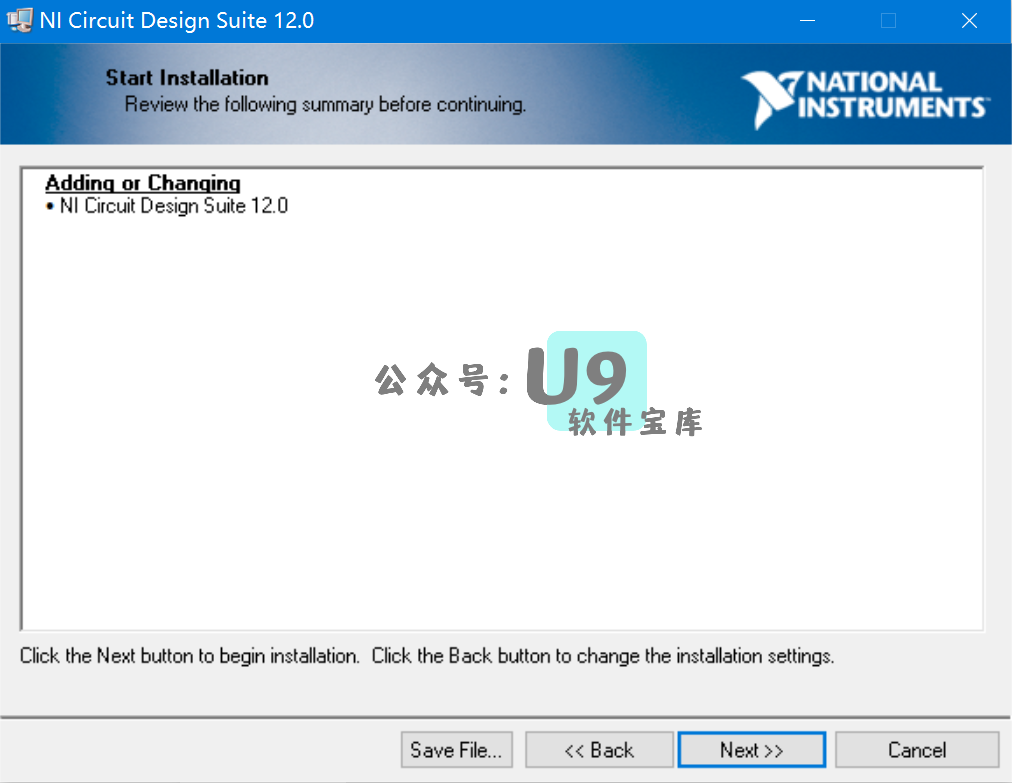 NI Circuit Design Suite 12.0
Start Installation
Review the following summary before continuing.
NATIONAL
INSTRUMENTS™
Adding or Changing
• NI Circuit Design Suite 12.0
公众号:U9
软件宝库
Click the Next button to begin installation.  Click the Back button to change the installation settings.
Save File... << Back Next >> Cancel